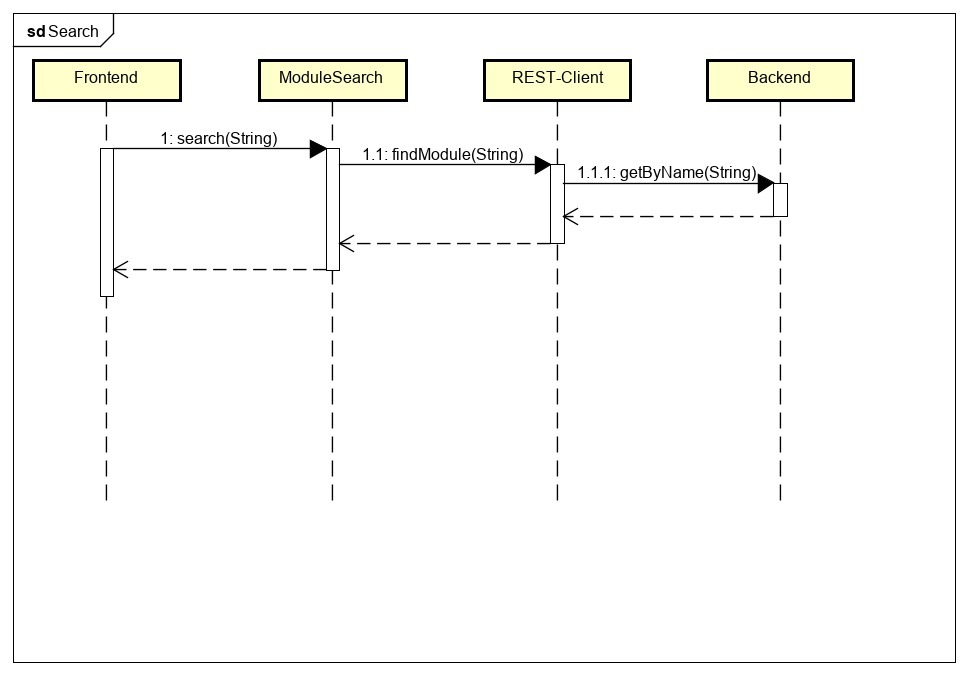 sd Search
Frontend
ModuleSearch
REST-Client
Backend
1: search(String)
1.1: findModule(String)
1.1.1: getByName(String)